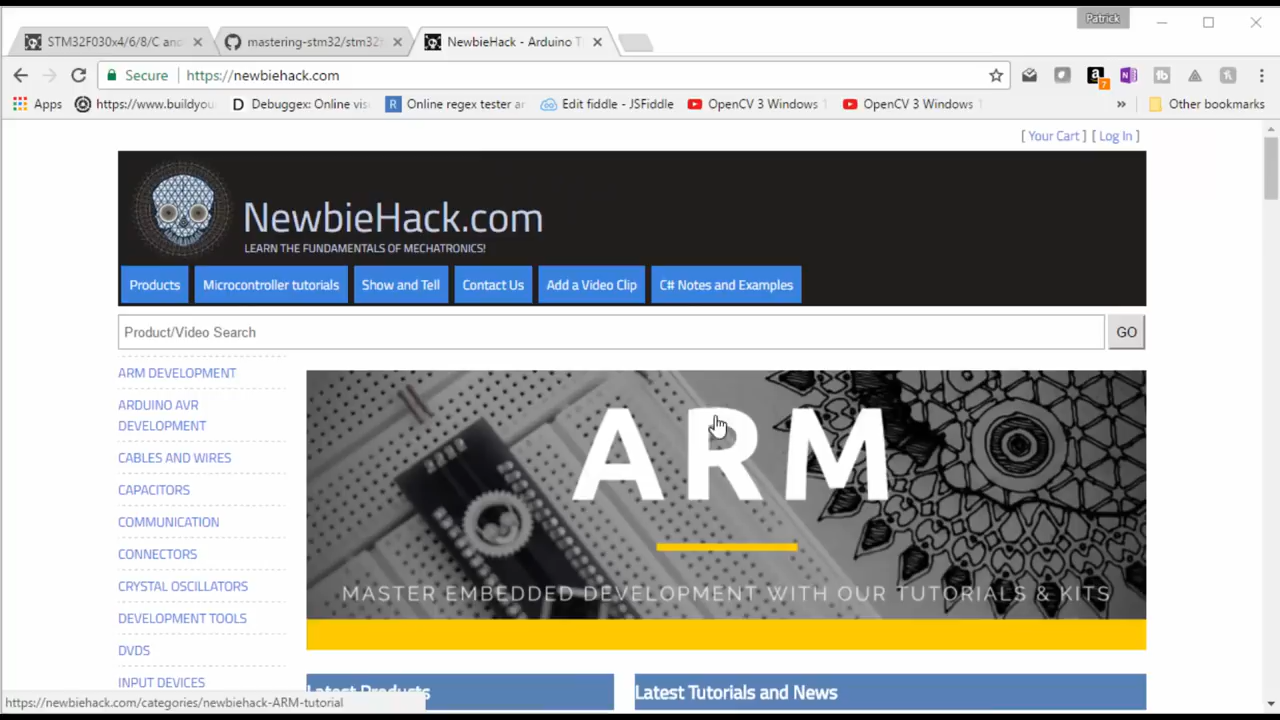 Patrick
STM32F030x4/6/8/C and
mastering-stm32/stm32f
NewbieHack - Arduino T
Secure https://newbiehack.com
Apps
https://www.buildyou
Debuggex: Online vis
Online regex tester an
Edit fiddle - JSFiddle
OpenCV 3 Windows
OpenCV 3 Windows
Other bookmarks
[ Your Cart ] [ Log In ]
NewbieHack.com
LEARN THE FUNDAMENTALS OF MECHATRONICS!
Products
Microcontroller tutorials
Show and Tell
Contact Us
Add a Video Clip
C# Notes and Examples
Product/Video Search
GO
ARM DEVELOPMENT
ARDUINO AVR
DEVELOPMENT
CABLES AND WIRES
CAPACITORS
COMMUNICATION
CONNECTORS
CRYSTAL OSCILLATORS
DEVELOPMENT TOOLS
DVDS
INPUT DEVICES
ARM
MASTER EMBEDDED DEVELOPMENT WITH OUR TUTORIALS & KITS
Latest Products
Latest Tutorials and News
https://newbiehack.com/categories/newbiehack-ARM-tutorial